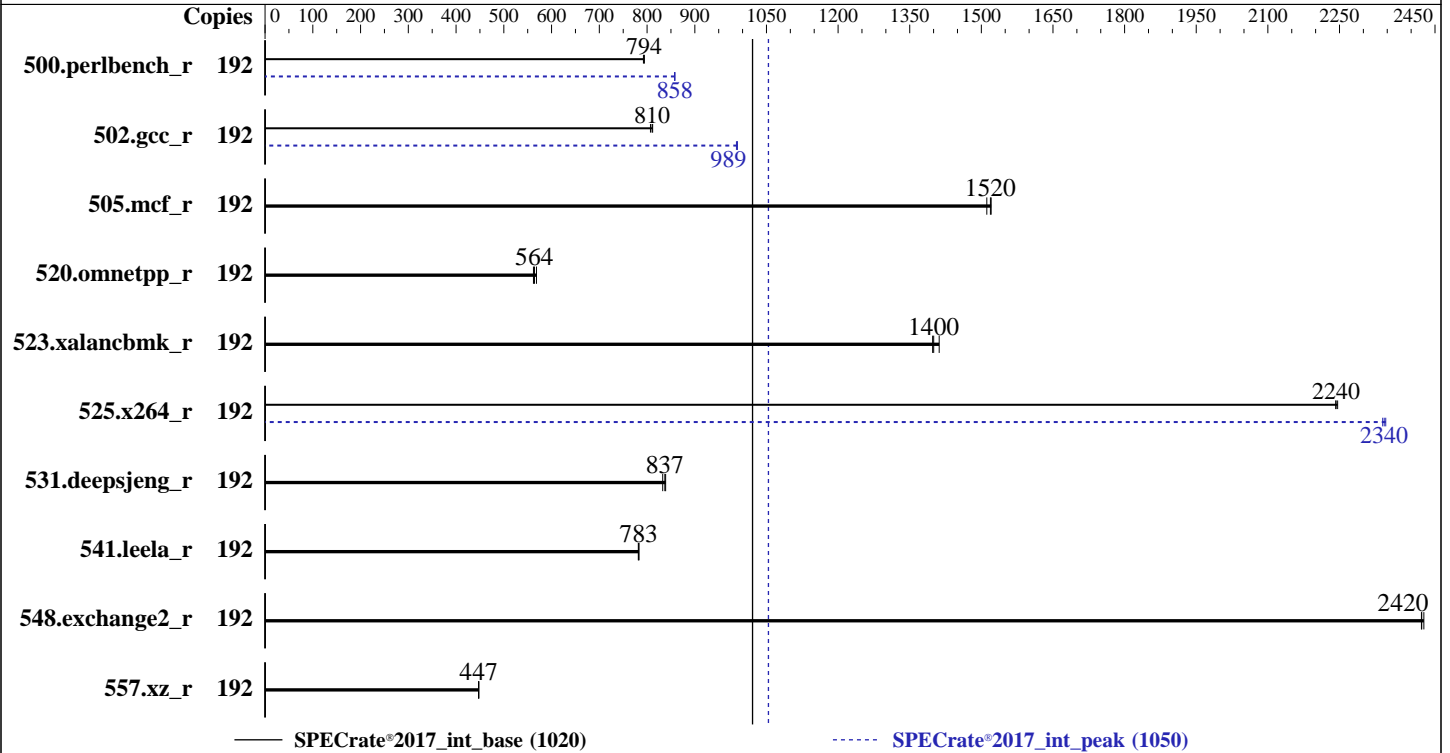 Copies 0 100 200 300 400 500 600 700 800 900 1050 1200 1350 1500 1650 1800 1950 2100 2250 2450
794
500.perlbench_r 192
858
810
502.gcc_r 192
989
1520
505.mcf_r 192
564
520.omnetpp_r 192
1400
523.xalancbmk_r 192
2240
525.x264_r 192
2340
837
531.deepsjeng_r 192
783
541.leela_r 192
2420
548.exchange2_r 192
447
557.xz_r 192
SPECrate®2017_int_base (1020) SPECrate®2017_int_peak (1050)